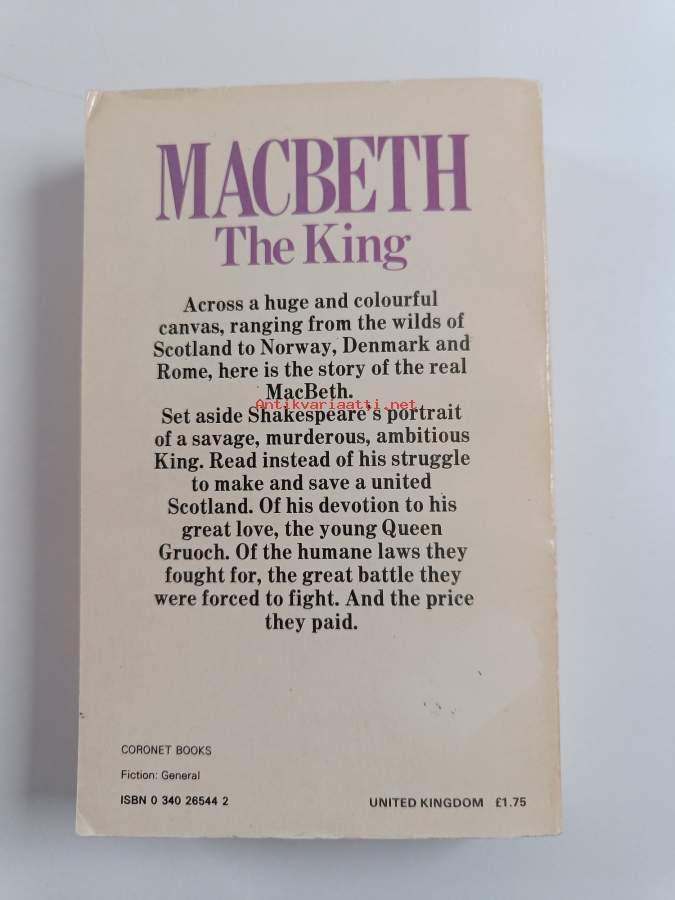 MACBETH
The King
Across a huge and colourful
canvas, ranging from the wilds of
Scotland to Norway, Denmark and
Rome, here is the story of the real
MacBeth.
Antikvariaatti.net
Set aside Shakespeare's portrait
of a savage, murderous, ambitious
King. Read instead of his struggle
to make and save a united
Scotland. Of his devotion to his
great love, the young Queen
Gruoch. Of the humane laws they
fought for, the great battle they
were forced to fight. And the price
they paid.
CORONET BOOKS
Fiction: General
ISBN 0 340 26544 2
UNITED KINGDOM £1.75